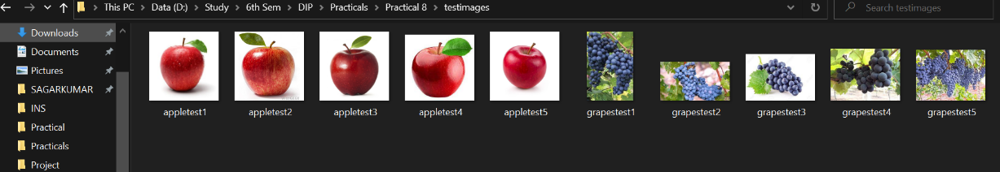 This PC > Data (D:) > Study > 6th Sem > DIP > Practicals > Practical 8 > testimages
Search testimages
Downloads
Documents
Pictures
SAGARKUMAR
INS
Practical
Practicals
Project
appletest1
appletest2
appletest3
appletest4
appletest5
grapestest1
grapestest2
grapestest3
grapestest4
grapestest5